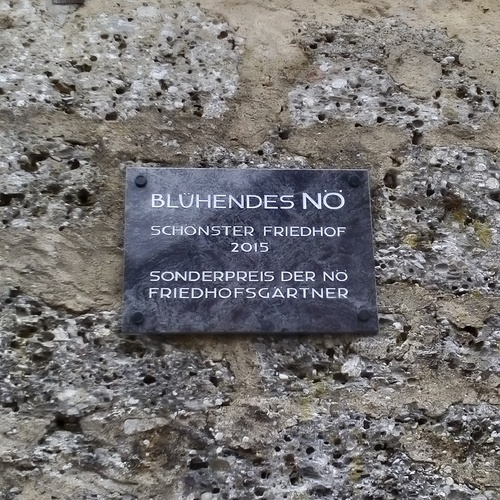 BLÜHENDES NÖ
SCHÖNSTER FRIEDHOF
2015
SONDERPREIS DER NÖ
FRIEDHOFSGÄRTNER